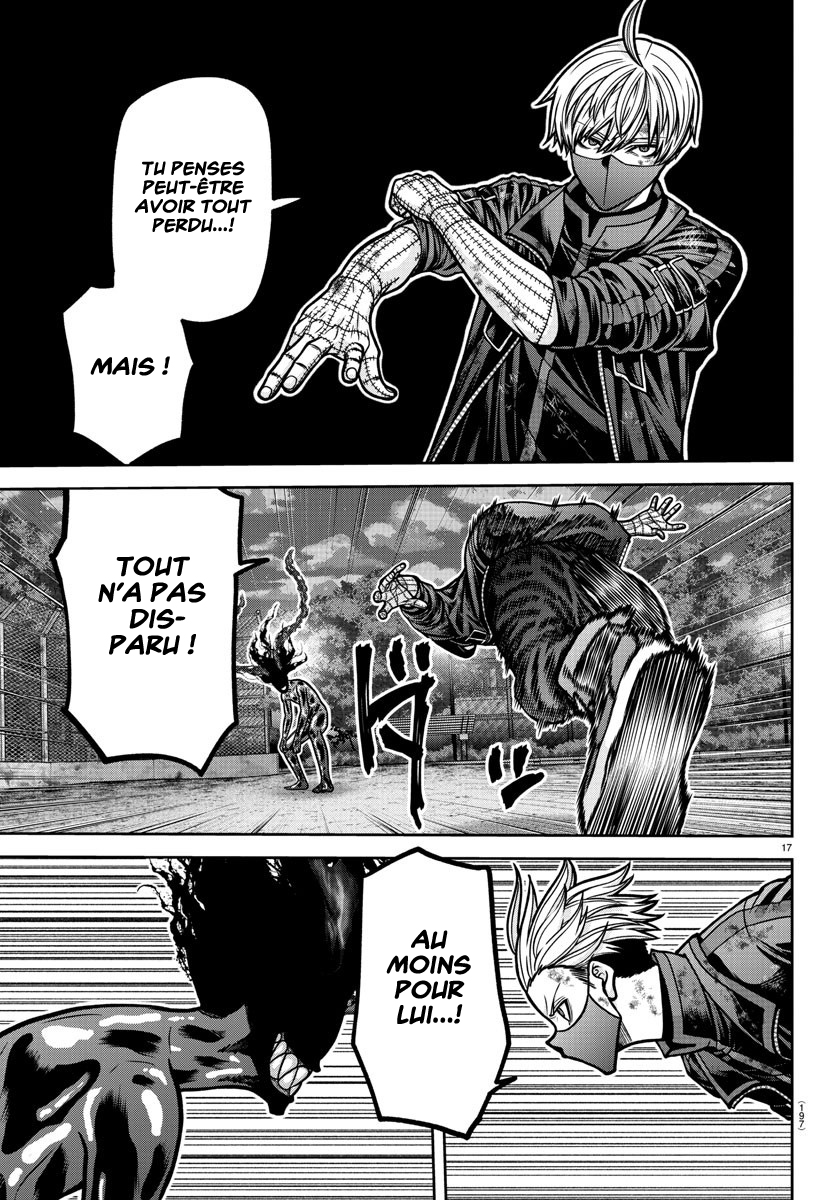 TU PENSES
PEUT-ÊTRE
AVOIR TOUT
PERDU...!
MAIS !
TOUT
N'A PAS
DIS-
PARU !
ドドッ
17
AU
MOINS
POUR
LUI...!
(197)